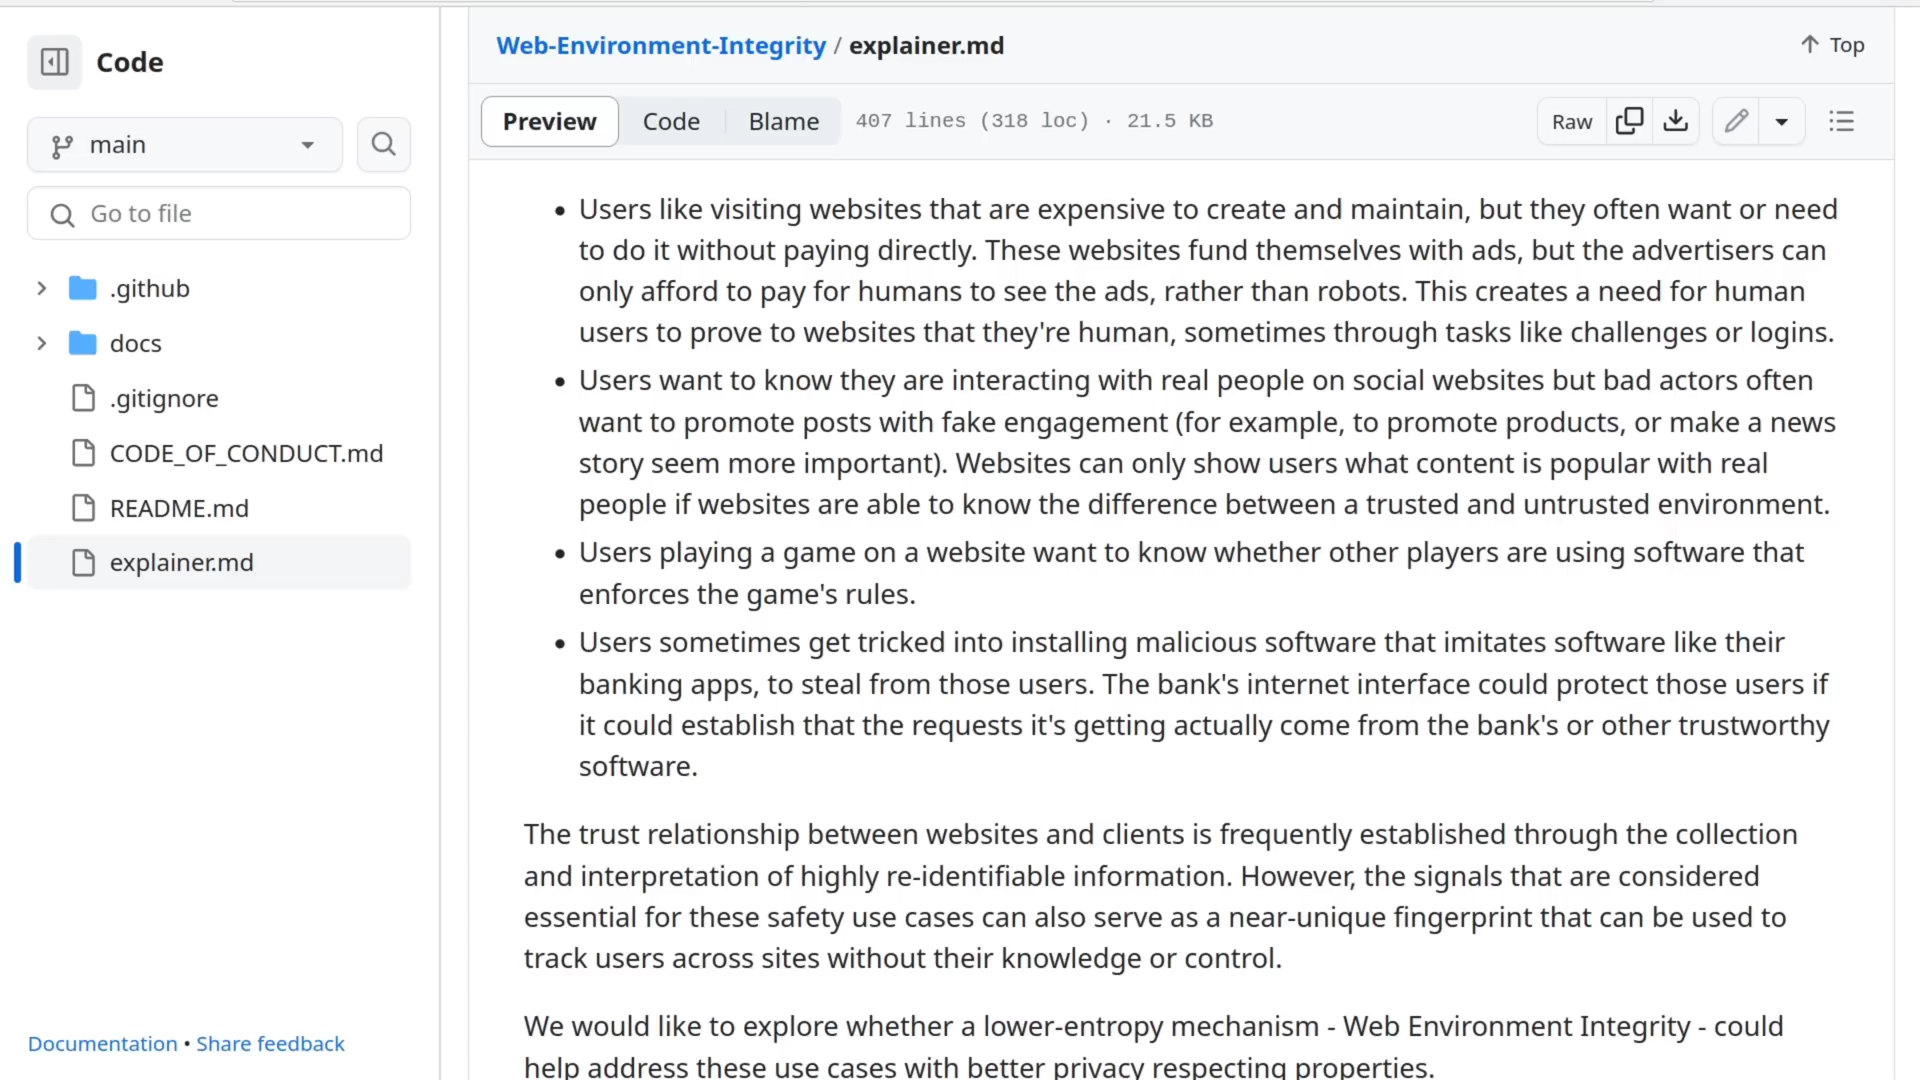 Code
main
Go to file
.github
docs
.gitignore
CODE_OF_CONDUCT.md
README.md
explainer.md
Documentation • Share feedback
Web-Environment-Integrity / explainer.md
Top
Preview Code Blame 407 lines (318 loc) · 21.5 KB Raw
• Users like visiting websites that are expensive to create and maintain, but they often want or need
to do it without paying directly. These websites fund themselves with ads, but the advertisers can
only afford to pay for humans to see the ads, rather than robots. This creates a need for human
users to prove to websites that they're human, sometimes through tasks like challenges or logins.
• Users want to know they are interacting with real people on social websites but bad actors often
want to promote posts with fake engagement (for example, to promote products, or make a news
story seem more important). Websites can only show users what content is popular with real
people if websites are able to know the difference between a trusted and untrusted environment.
• Users playing a game on a website want to know whether other players are using software that
enforces the game's rules.
• Users sometimes get tricked into installing malicious software that imitates software like their
banking apps, to steal from those users. The bank's internet interface could protect those users if
it could establish that the requests it's getting actually come from the bank's or other trustworthy
software.
The trust relationship between websites and clients is frequently established through the collection
and interpretation of highly re-identifiable information. However, the signals that are considered
essential for these safety use cases can also serve as a near-unique fingerprint that can be used to
track users across sites without their knowledge or control.
We would like to explore whether a lower-entropy mechanism - Web Environment Integrity - could
help address these use cases with better privacy respecting properties.